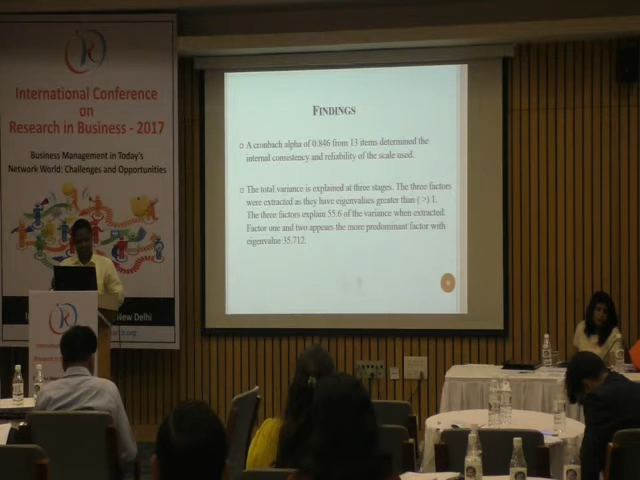 International Conference
on
Research in Business - 2017
Business Management in Today's
Network World: Challenges and Opportunities
New Delhi
FINDINGS
A cronbach alpha of 0.846 from 13 items determined the
internal consistency and reliability of the scale used.
The total variance is explained at three stages. The three factors
were extracted as they have eigenvalues greater than ( >) 1.
The three factors explain 55.6 of the variance when extracted.
Factor one and two appears the more predominant factor with
eigenvalue 35.712.